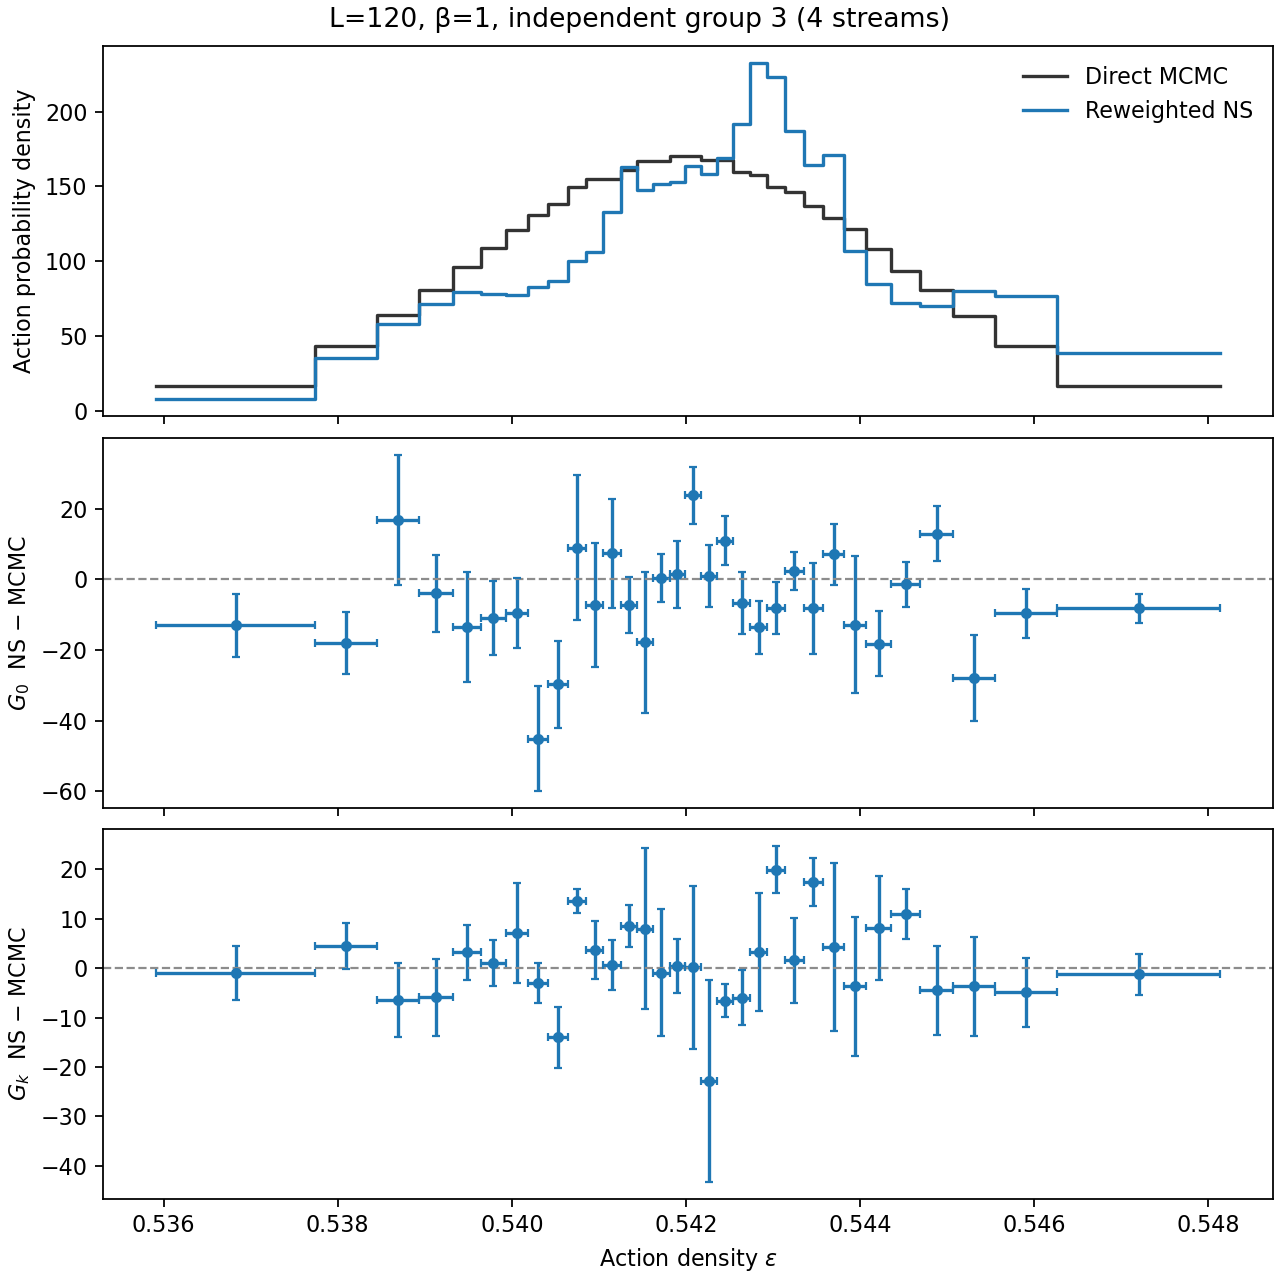 L=120, β=1, independent group 3 (4 streams)
Action probability density
200
150
100
50
0
Direct MCMC
Reweighted NS
G₀ NS − MCMC
20
0
−20
−40
−60
Gₖ NS − MCMC
20
10
0
−10
−20
−30
−40
0.536 0.538 0.540 0.542 0.544 0.546 0.548
Action density ε